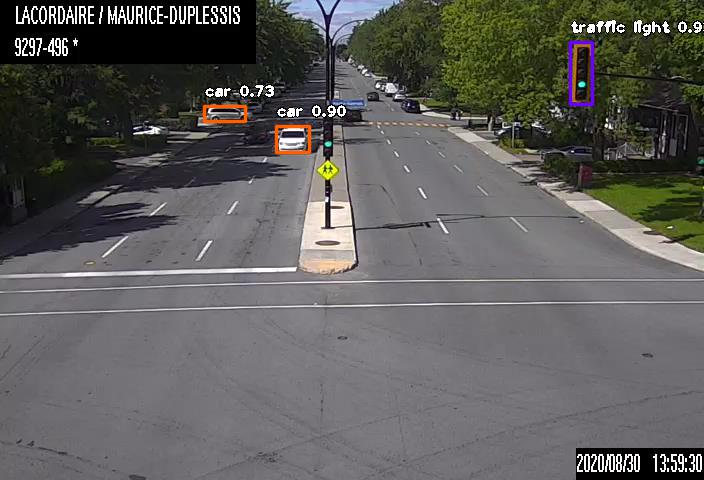 LACORDAIRE / MAURICE-DUPLESSIS
9297-496 *
traffic light 0.9
car 0.73
car 0.90
2020/08/30 13:59:30